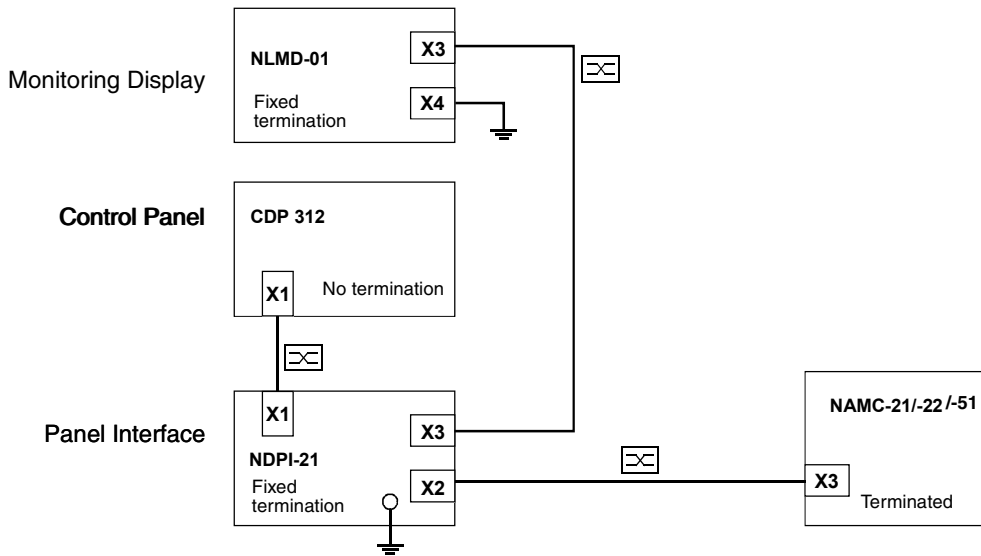 Monitoring Display
NLMD-01
Fixed
termination
X3
X4
Control Panel
CDP 312
X1
No termination
Panel Interface
X1
NDPI-21
Fixed
termination
X3
X2
NAMC-21/-22/-51
X3
Terminated